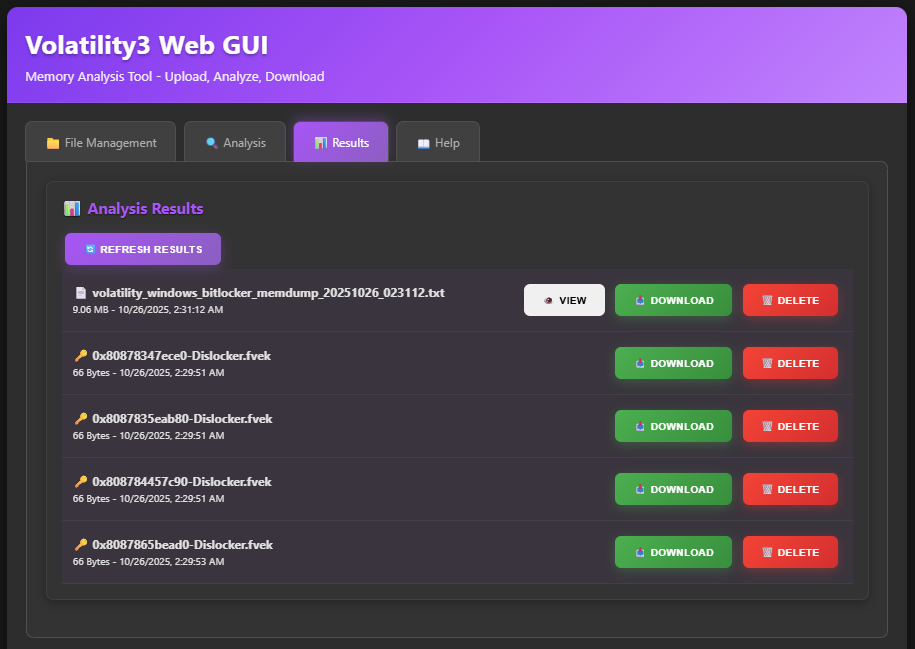 Volatility3 Web GUI
Memory Analysis Tool - Upload, Analyze, Download
File Management
Analysis
Results
Help
Analysis Results
REFRESH RESULTS
volatility_windows_bitlocker_memdump_20251026_023112.txt
9.06 MB - 10/26/2025, 2:31:12 AM
VIEW
DOWNLOAD
DELETE
0x80878347ece0-Dislocker.fvek
66 Bytes - 10/26/2025, 2:29:51 AM
DOWNLOAD
DELETE
0x8087835eab80-Dislocker.fvek
66 Bytes - 10/26/2025, 2:29:51 AM
DOWNLOAD
DELETE
0x808784457c90-Dislocker.fvek
66 Bytes - 10/26/2025, 2:29:51 AM
DOWNLOAD
DELETE
0x8087865bead0-Dislocker.fvek
66 Bytes - 10/26/2025, 2:29:53 AM
DOWNLOAD
DELETE